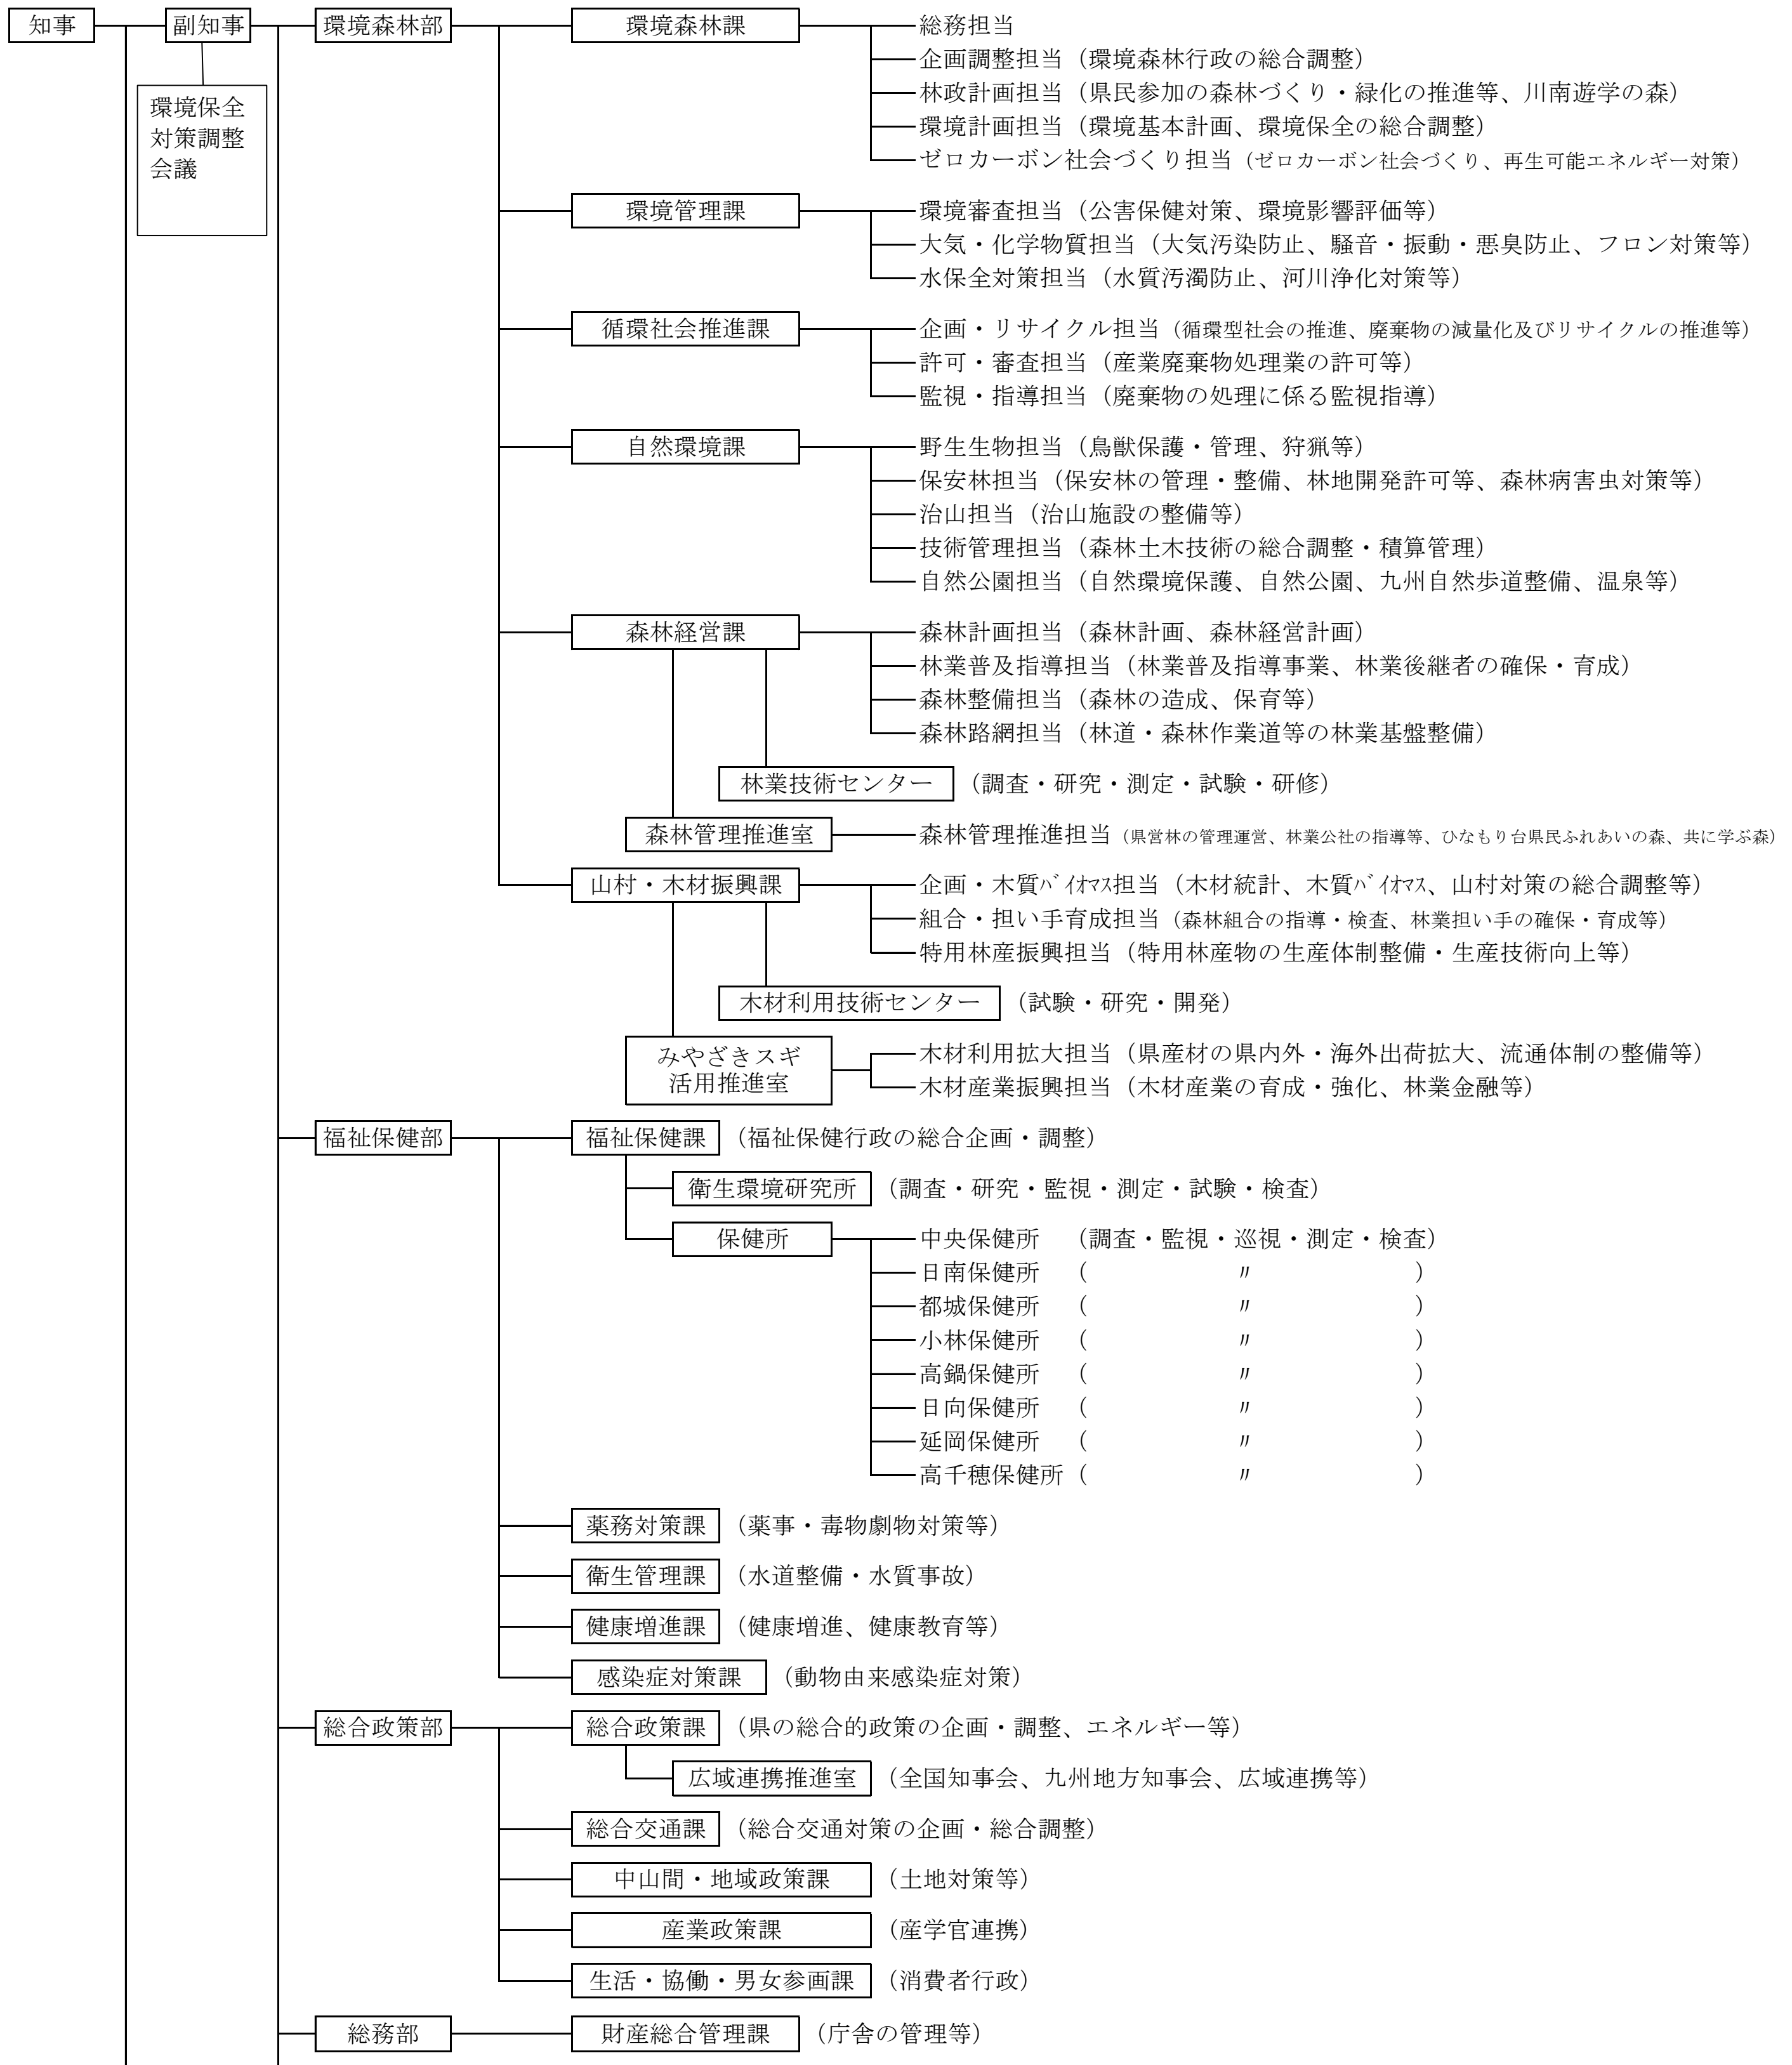 知事 副知事 環境森林部 環境森林課 総務担当
企画調整担当（環境森林行政の総合調整）
環境保全
対策調整
会議
林政計画担当（県民参加の森林づくり・緑化の推進等、川南遊学の森）
環境計画担当（環境基本計画、環境保全の総合調整）
ゼロカーボン社会づくり担当（ゼロカーボン社会づくり、再生可能エネルギー対策）
環境管理課 環境審査担当（公害保健対策、環境影響評価等）
大気・化学物質担当（大気汚染防止、騒音・振動・悪臭防止、フロン対策等）
水保全対策担当（水質汚濁防止、河川浄化対策等）
循環社会推進課 企画・リサイクル担当（循環型社会の推進、廃棄物の減量化及びリサイクルの推進等）
許可・審査担当（産業廃棄物処理業の許可等）
監視・指導担当（廃棄物の処理に係る監視指導）
自然環境課 野生生物担当（鳥獣保護・管理、狩猟等）
保安林担当（保安林の管理・整備、林地開発許可等、森林病害虫対策等）
治山担当（治山施設の整備等）
技術管理担当（森林土木技術の総合調整・積算管理）
自然公園担当（自然環境保護、自然公園、九州自然歩道整備、温泉等）
森林経営課 森林計画担当（森林計画、森林経営計画）
林業普及指導担当（林業普及指導事業、林業後継者の確保・育成）
森林整備担当（森林の造成、保育等）
森林路網担当（林道・森林作業道等の林業基盤整備）
林業技術センター （調査・研究・測定・試験・研修）
森林管理推進室 森林管理推進担当（県営林の管理運営、林業公社の指導等、ひなもり台県民ふれあいの森、共に学ぶ森）
山村・木材振興課 企画・木質ﾊﾞｲｵﾏｽ担当（木材統計、木質ﾊﾞｲｵﾏｽ、山村対策の総合調整等）
組合・担い手育成担当（森林組合の指導・検査、林業担い手の確保・育成等）
特用林産振興担当（特用林産物の生産体制整備・生産技術向上等）
木材利用技術センター （試験・研究・開発）
みやざきスギ
活用推進室
木材利用拡大担当（県産材の県内外・海外出荷拡大、流通体制の整備等）
木材産業振興担当（木材産業の育成・強化、林業金融等）
福祉保健部 福祉保健課 （福祉保健行政の総合企画・調整）
衛生環境研究所 （調査・研究・監視・測定・試験・検査）
保健所 中央保健所 （調査・監視・巡視・測定・検査）
日南保健所 （ 〃 ）
都城保健所 （ 〃 ）
小林保健所 （ 〃 ）
高鍋保健所 （ 〃 ）
日向保健所 （ 〃 ）
延岡保健所 （ 〃 ）
高千穂保健所（ 〃 ）
薬務対策課 （薬事・毒物劇物対策等）
衛生管理課 （水道整備・水質事故）
健康増進課 （健康増進、健康教育等）
感染症対策課 （動物由来感染症対策）
総合政策部 総合政策課 （県の総合的政策の企画・調整、エネルギー等）
広域連携推進室 （全国知事会、九州地方知事会、広域連携等）
総合交通課 （総合交通対策の企画・総合調整）
中山間・地域政策課 （土地対策等）
産業政策課 （産学官連携）
生活・協働・男女参画課 （消費者行政）
総務部 財産総合管理課 （庁舎の管理等）